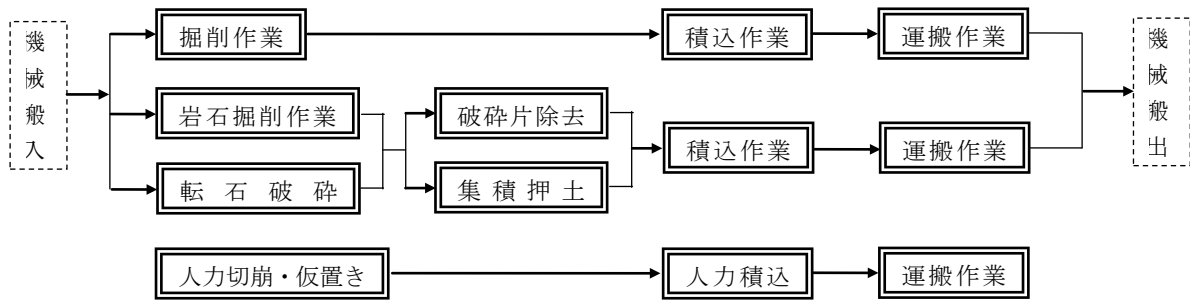 機械搬入
掘削作業
積込作業
運搬作業
機械搬出
岩石掘削作業
破砕片除去
積込作業
運搬作業
転石破砕
集積押土
人力切崩・仮置き
人力積込
運搬作業